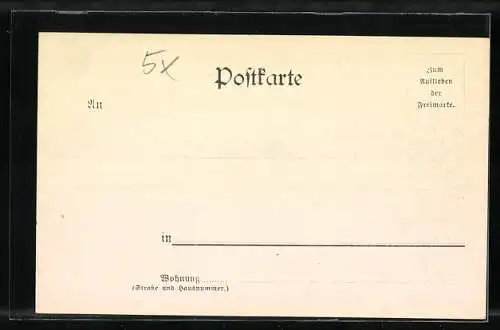 5x
Postkarte
Zum
Aufkleben
der
Freimarke.
An
in
Wohnung
(Straße und Hausnummer.)